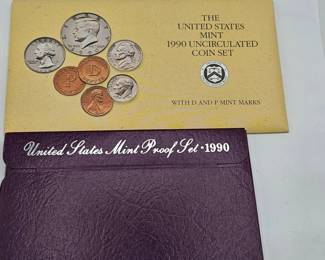 THE
UNITED STATES
MINT
1990 UNCIRCULATED
COIN SET
WITH D AND P MINT MARKS
United States Mint Proof Set · 1990